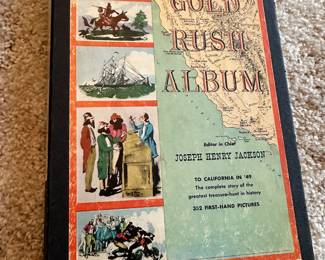 GOLD
RUSH
ALBUM
Editor in Chief
JOSEPH HENRY JACKSON
TO CALIFORNIA IN '49
The complete story of the
greatest treasure-hunt in history
352 FIRST-HAND PICTURES